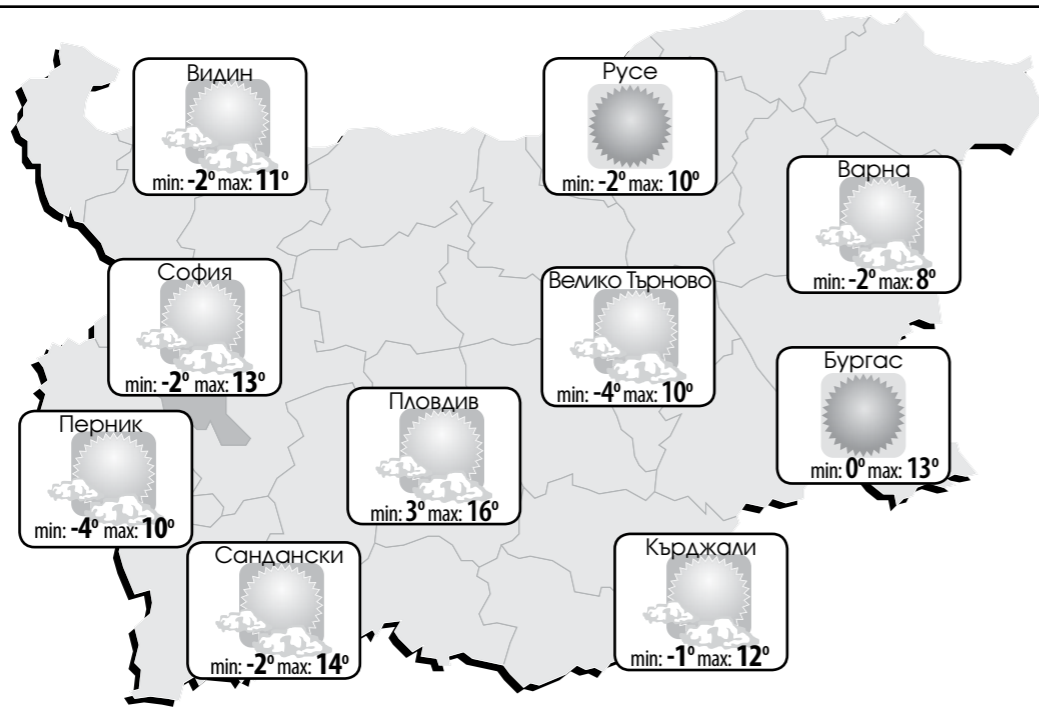 Видин
min: -2° max: 11°
Русе
min: -2° max: 10°
Варна
min: -2° max: 8°
София
min: -2° max: 13°
Велико Търново
min: -4° max: 10°
Бургас
min: 0° max: 13°
Пловдив
min: 3° max: 16°
Перник
min: -4° max: 10°
Сандански
min: -2° max: 14°
Кърджали
min: -1° max: 12°